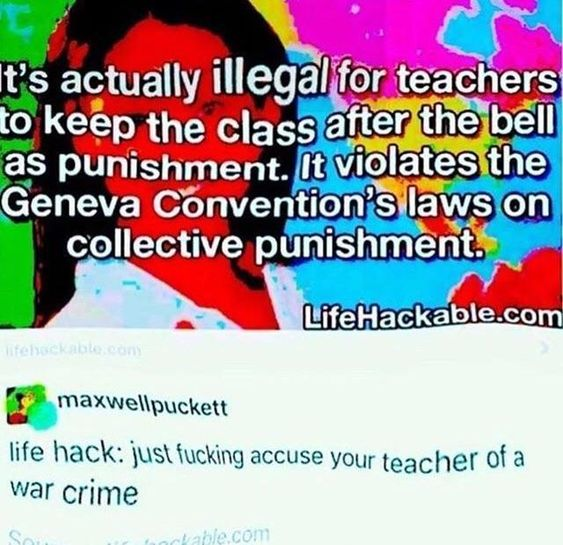 It's actually illegal for teachers
to keep the class after the bell
as punishment. It violates the
Geneva Convention's laws on
collective punishment.
LifeHackable.com
lifehackable.com
maxwellpuckett
life hack: just fucking accuse your teacher of a
war crime